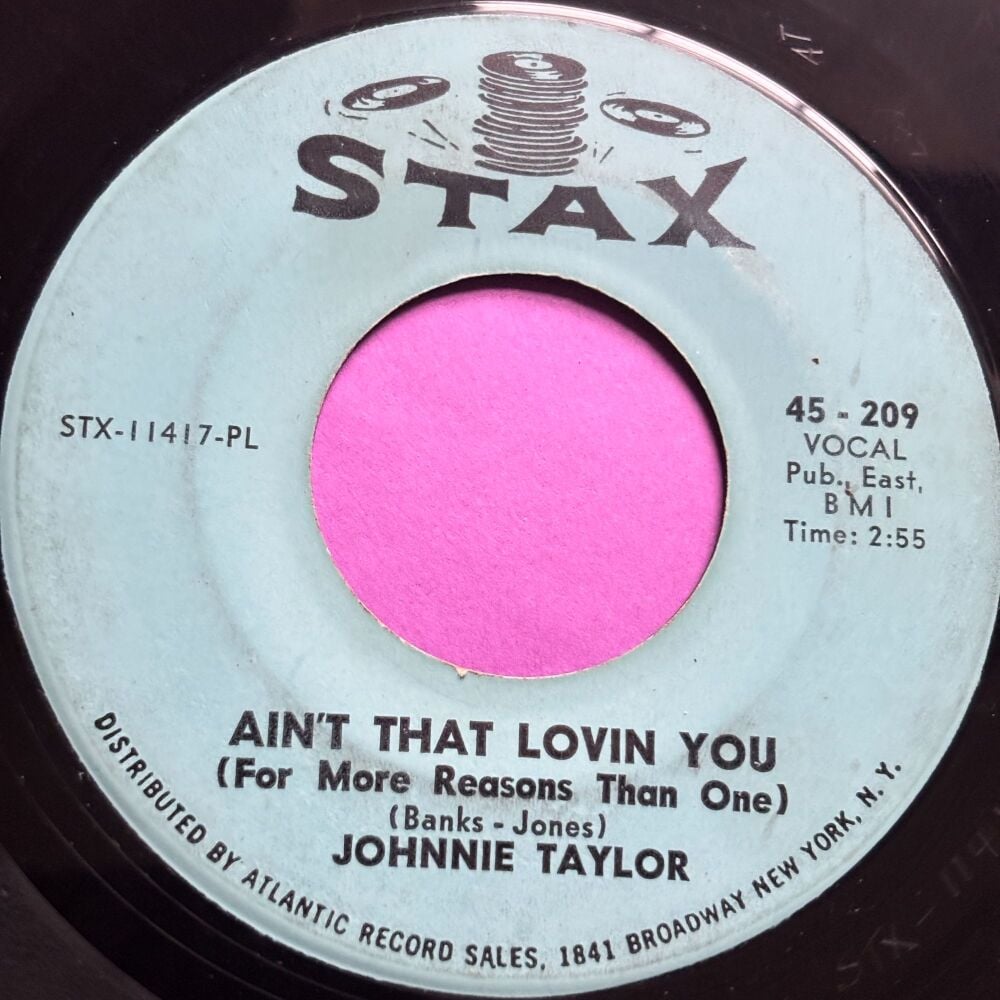 STAX
STX-11417-PL
45 - 209
VOCAL
Pub., East,
BMI
Time: 2:55
AIN'T THAT LOVIN YOU
(For More Reasons Than One)
(Banks - Jones)
JOHNNIE TAYLOR
DISTRIBUTED BY ATLANTIC RECORD SALES, 1841 BROADWAY NEW YORK, N. Y.
AT